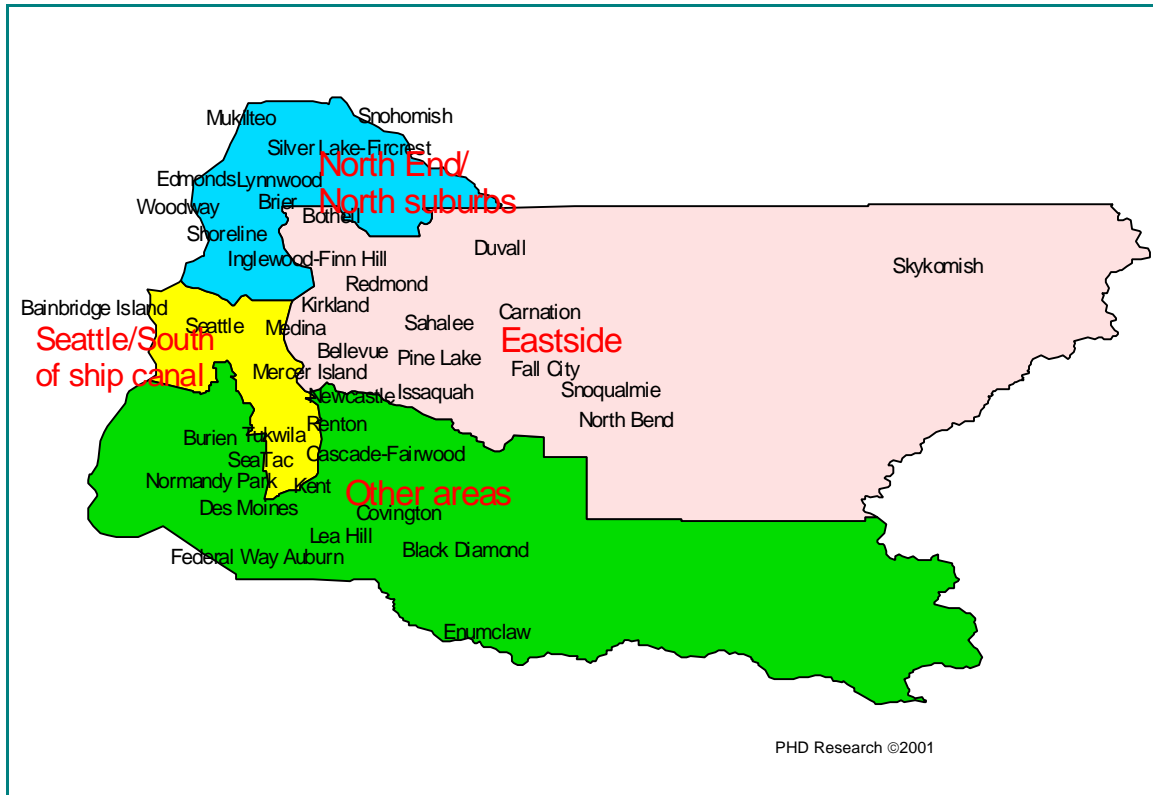 Mukilteo
Snohomish
Silver Lake-Fircrest
North End/
North suburbs
Edmonds
Lynnwood
Woodway
Brier
Bothell
Shoreline
Duvall
Inglewood-Finn Hill
Skykomish
Redmond
Bainbridge Island
Kirkland
Carnation
Seattle
Medina
Sahalee
Seattle/South
of ship canal
Eastside
Bellevue
Pine Lake
Mercer Island
Fall City
Newcastle
Issaquah
Snoqualmie
North Bend
Renton
Burien
Tukwila
SeaTac
Cascade-Fairwood
Normandy Park
Kent
Other areas
Des Moines
Covington
Lea Hill
Black Diamond
Federal Way
Auburn
Enumclaw
PHD Research ©2001